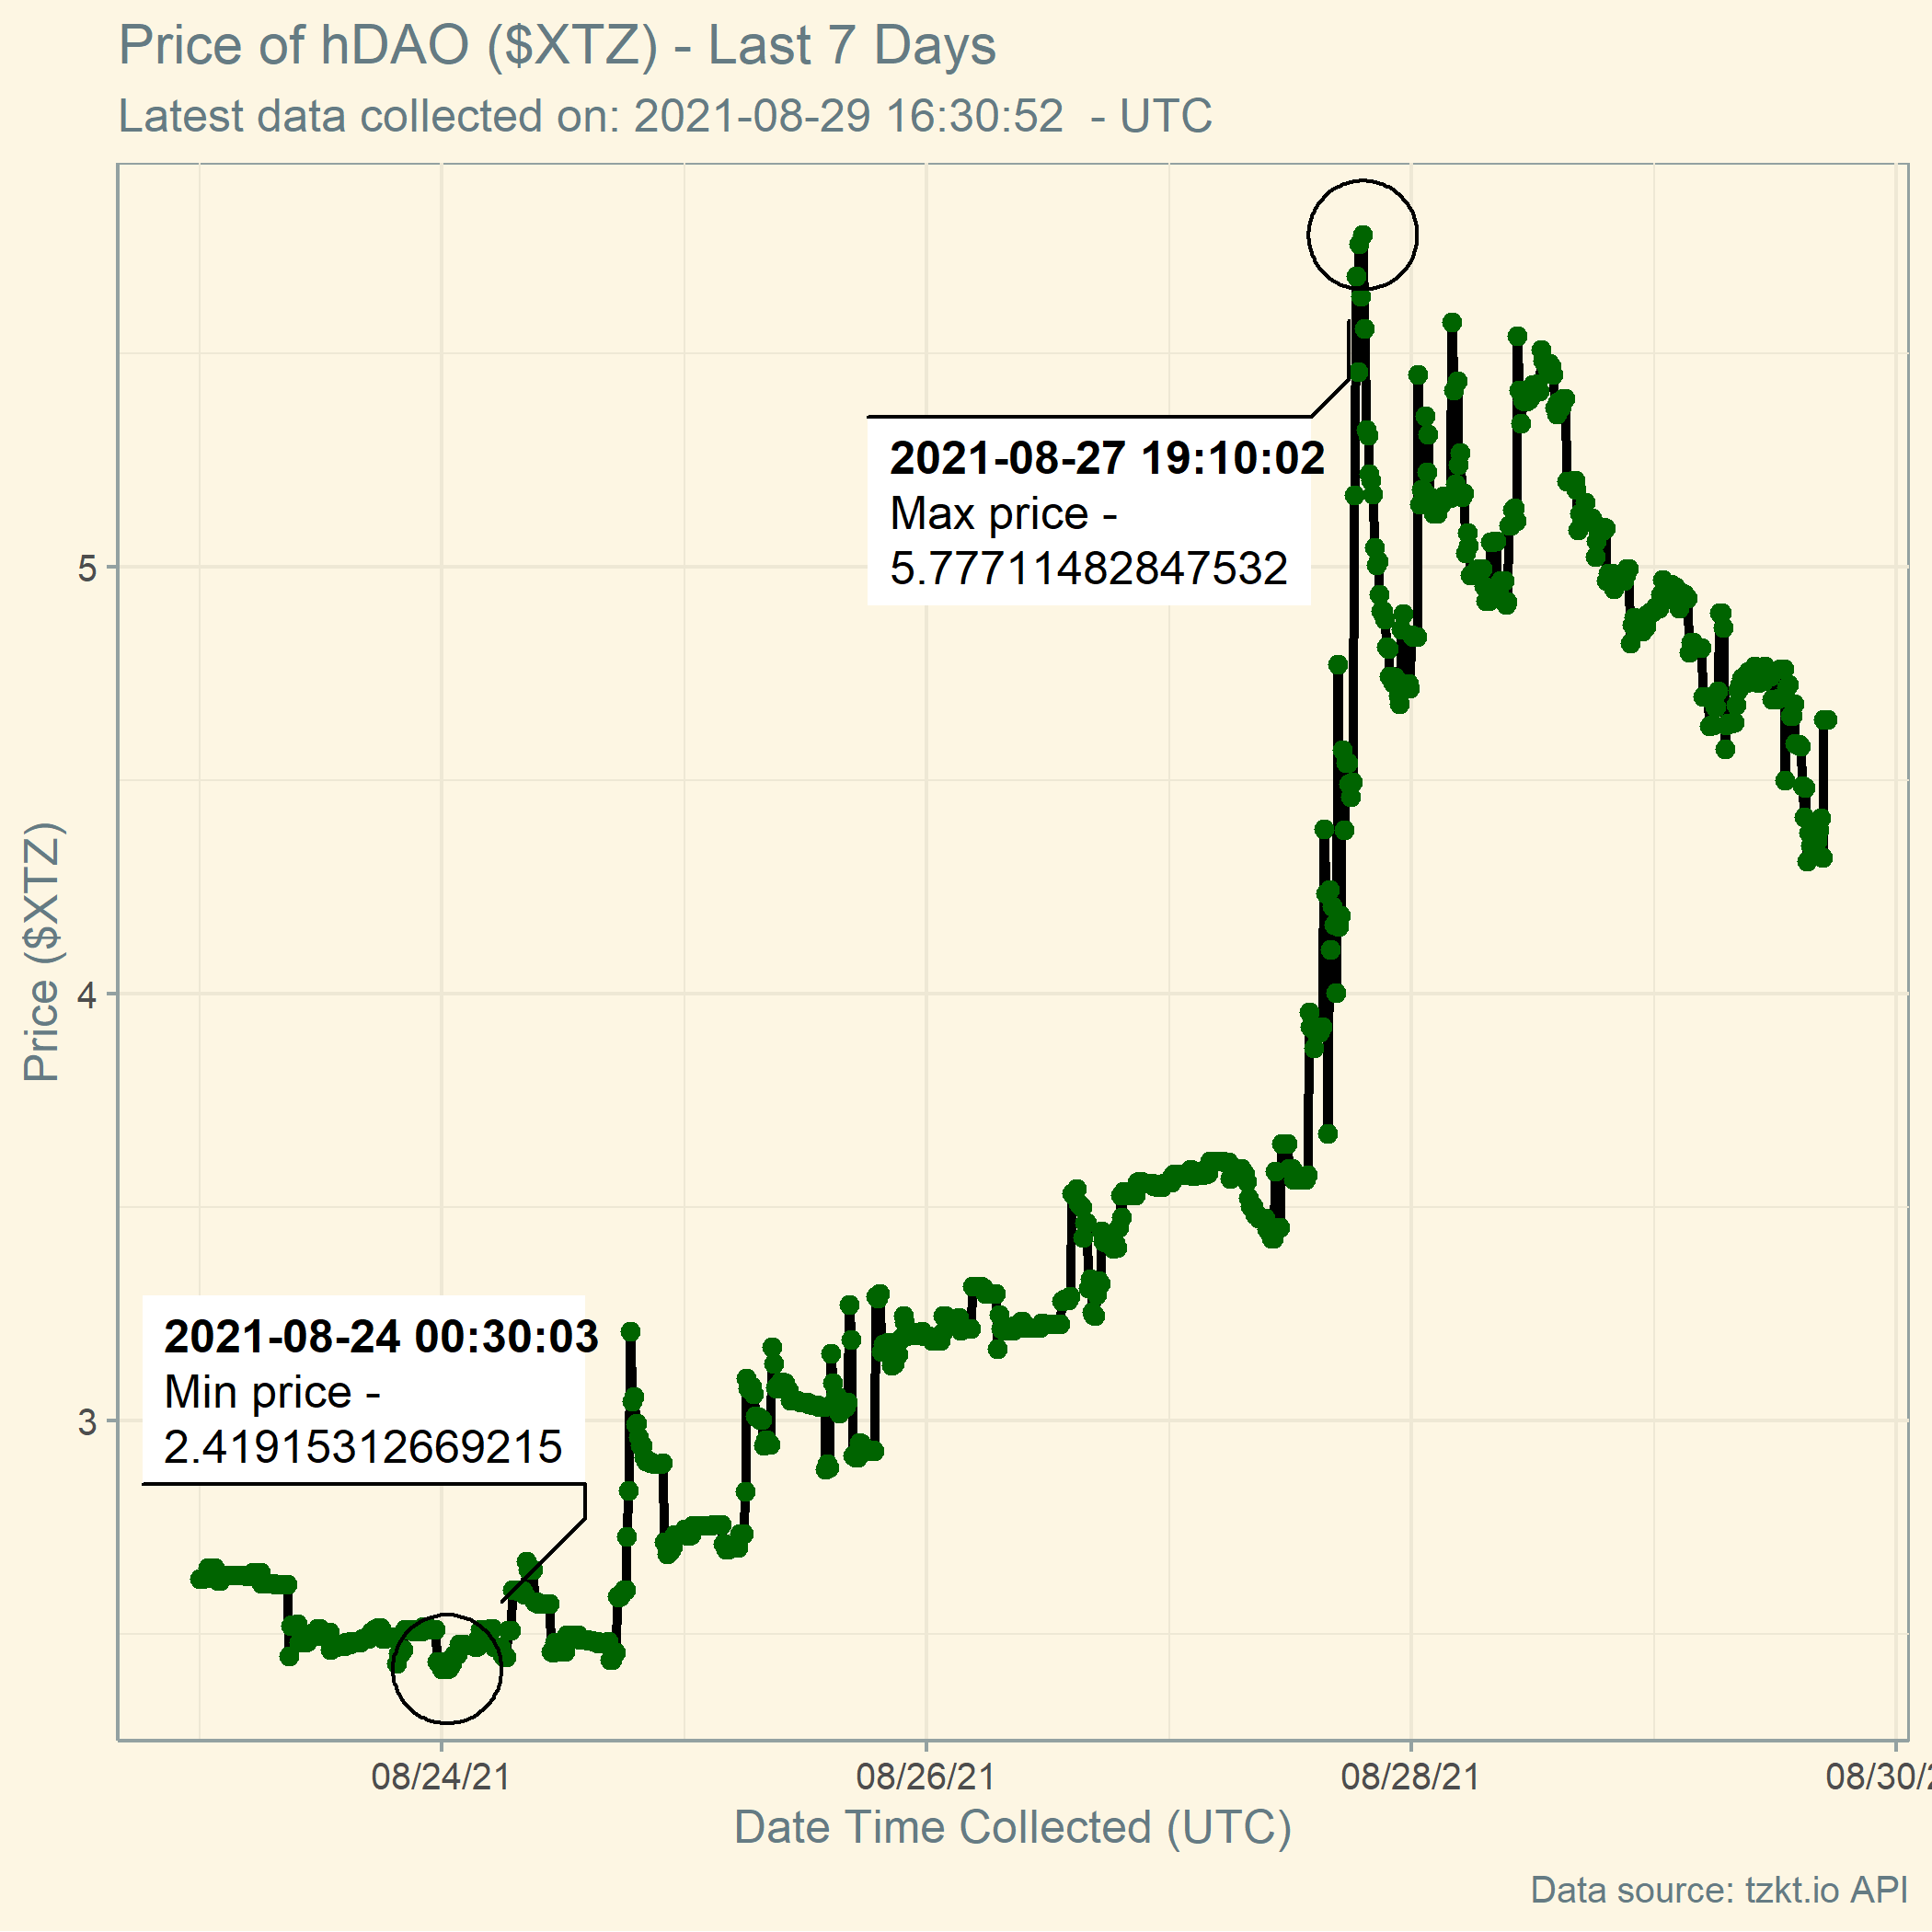 Price of hDAO ($XTZ) - Last 7 Days
Latest data collected on: 2021-08-29 16:30:52  - UTC
2021-08-27 19:10:02
Max price -
5.77711482847532
5
Price ($XTZ)
4
2021-08-24 00:30:03
Min price -
2.41915312669215
3
08/24/21
08/26/21
08/28/21
08/30/2
Date Time Collected (UTC)
Data source: tzkt.io API